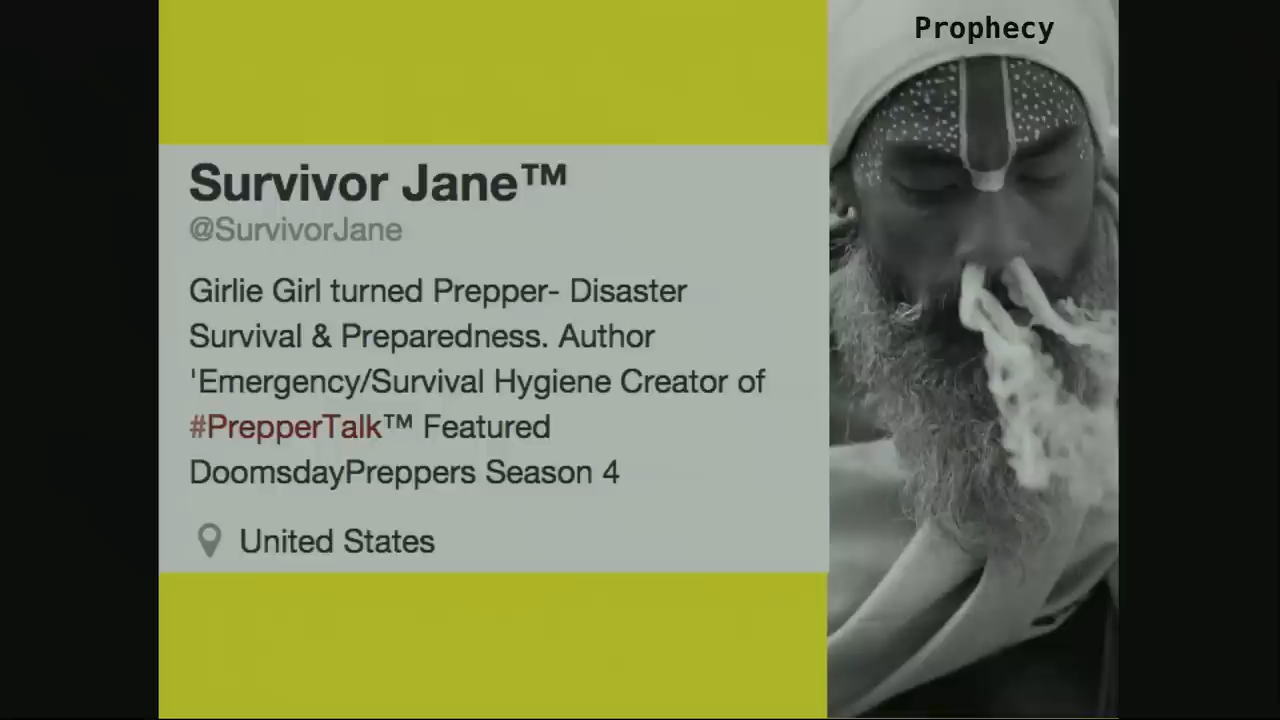 Prophecy
Survivor Jane™
@SurvivorJane
Girlie Girl turned Prepper- Disaster
Survival & Preparedness. Author
'Emergency/Survival Hygiene Creator of
#PrepperTalk™ Featured
DoomsdayPreppers Season 4
United States